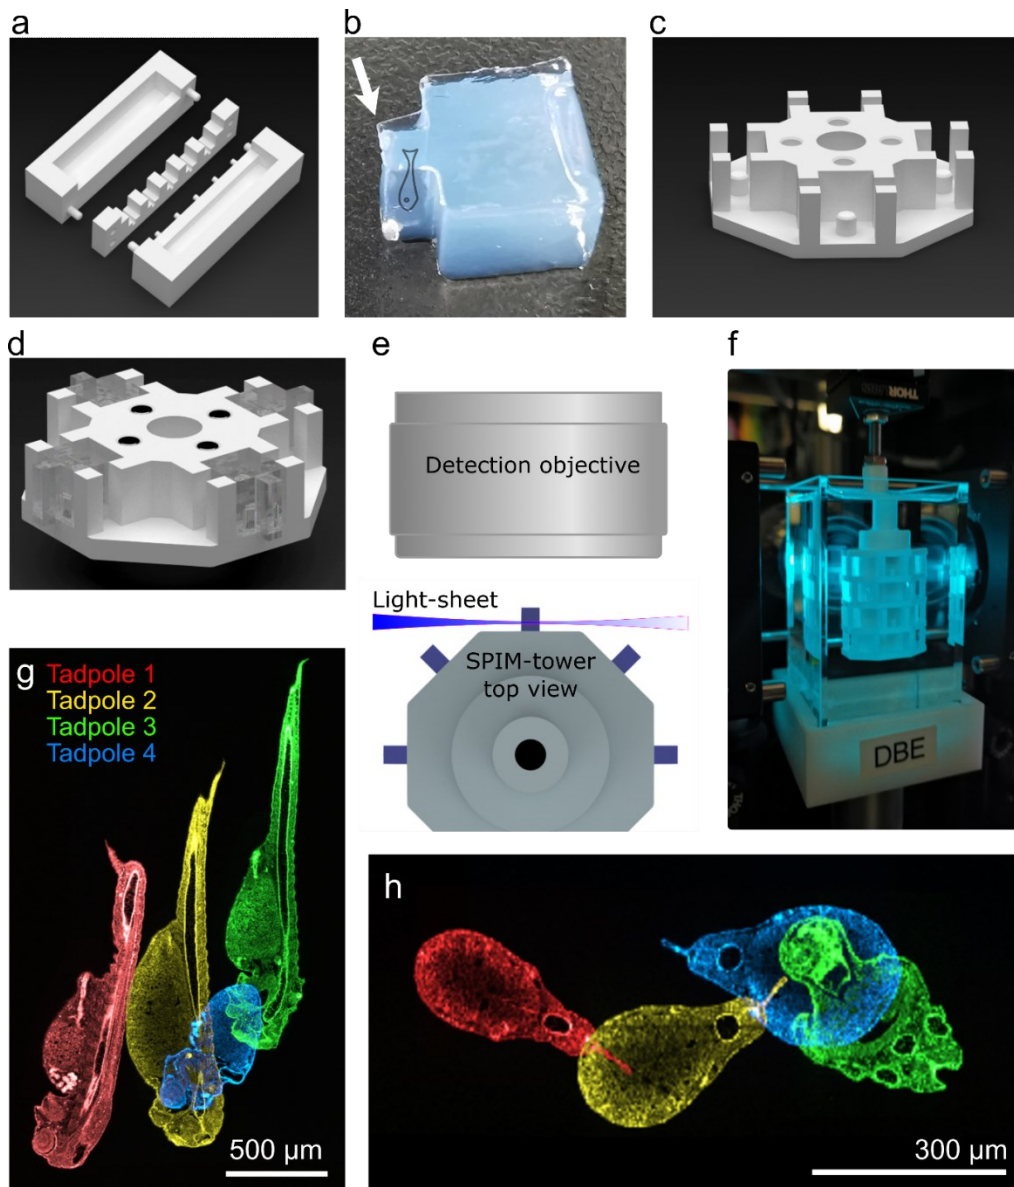 a
b
c
d
e
f
Detection objective
THORLABS
Light-sheet
SPIM-tower
top view
DBE
g
Tadpole 1
Tadpole 2
Tadpole 3
Tadpole 4
500 µm
h
300 µm